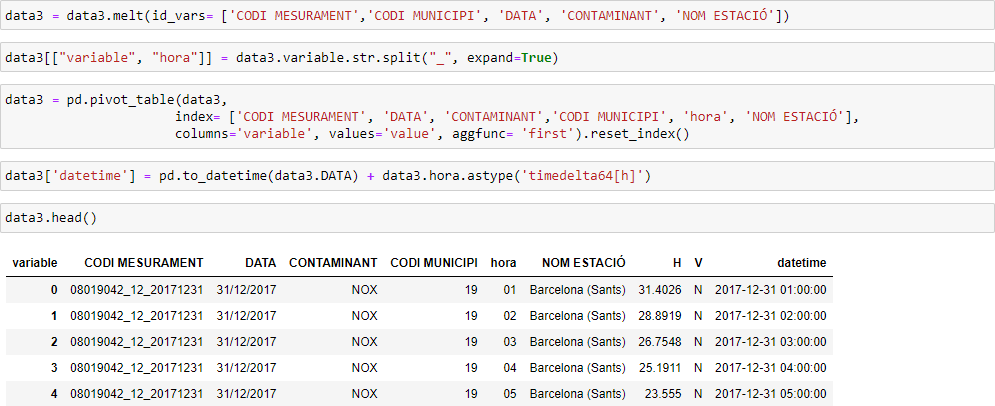 data3 = data3.melt(id_vars= ['CODI MESURAMENT','CODI MUNICIPI', 'DATA', 'CONTAMINANT', 'NOM ESTACIÓ'])
data3[["variable", "hora"]] = data3.variable.str.split("_", expand=True)
data3 = pd.pivot_table(data3,
index= ['CODI MESURAMENT', 'DATA', 'CONTAMINANT','CODI MUNICIPI', 'hora', 'NOM ESTACIÓ'],
columns='variable', values='value', aggfunc= 'first').reset_index()
data3['datetime'] = pd.to_datetime(data3.DATA) + data3.hora.astype('timedelta64[h]')
data3.head()
variable CODI MESURAMENT DATA CONTAMINANT CODI MUNICIPI hora NOM ESTACIÓ H V datetime
0 08019042_12_20171231 31/12/2017 NOX 19 01 Barcelona (Sants) 31.4026 N 2017-12-31 01:00:00
1 08019042_12_20171231 31/12/2017 NOX 19 02 Barcelona (Sants) 28.8919 N 2017-12-31 02:00:00
2 08019042_12_20171231 31/12/2017 NOX 19 03 Barcelona (Sants) 26.7548 N 2017-12-31 03:00:00
3 08019042_12_20171231 31/12/2017 NOX 19 04 Barcelona (Sants) 25.1911 N 2017-12-31 04:00:00
4 08019042_12_20171231 31/12/2017 NOX 19 05 Barcelona (Sants) 23.555 N 2017-12-31 05:00:00